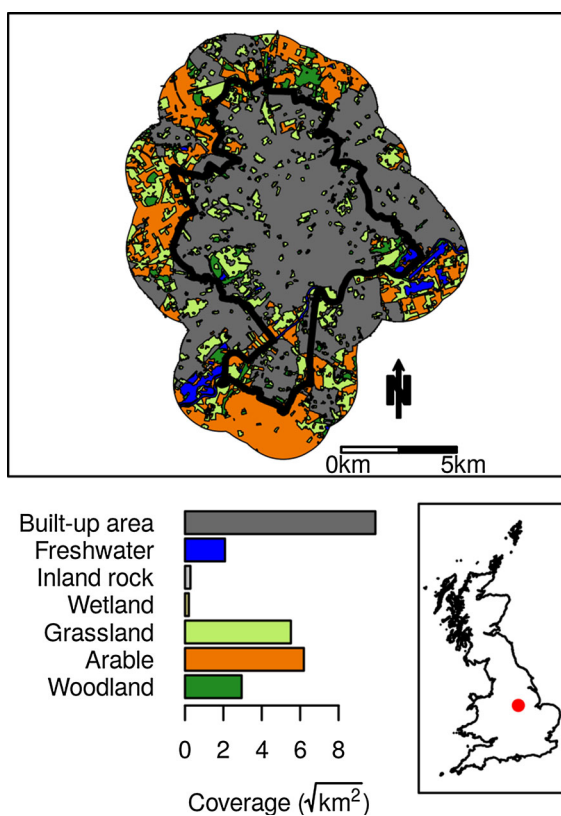 N
0km 5km
Built-up area
Freshwater
Inland rock
Wetland
Grassland
Arable
Woodland
0 2 4 6 8
Coverage (√km²)